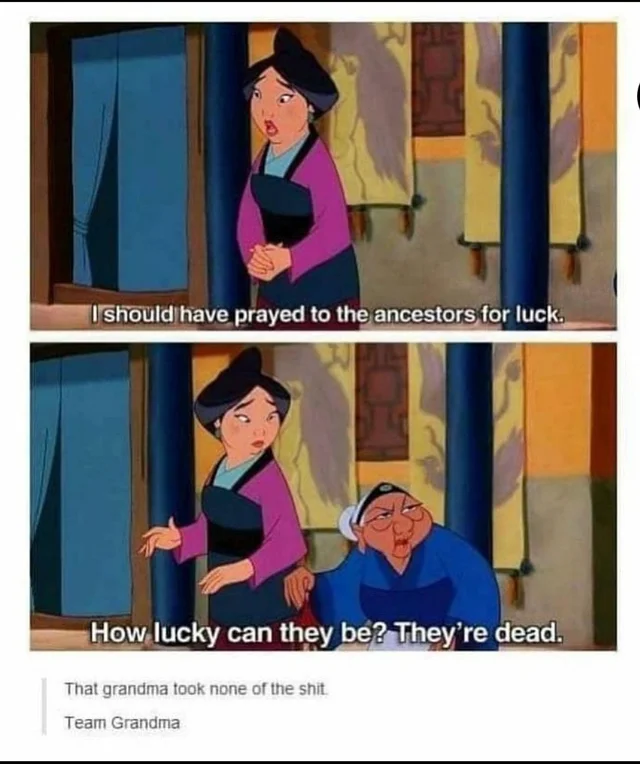 I should have prayed to the ancestors for luck.
How lucky can they be? They're dead.
That grandma took none of the shit.
Team Grandma